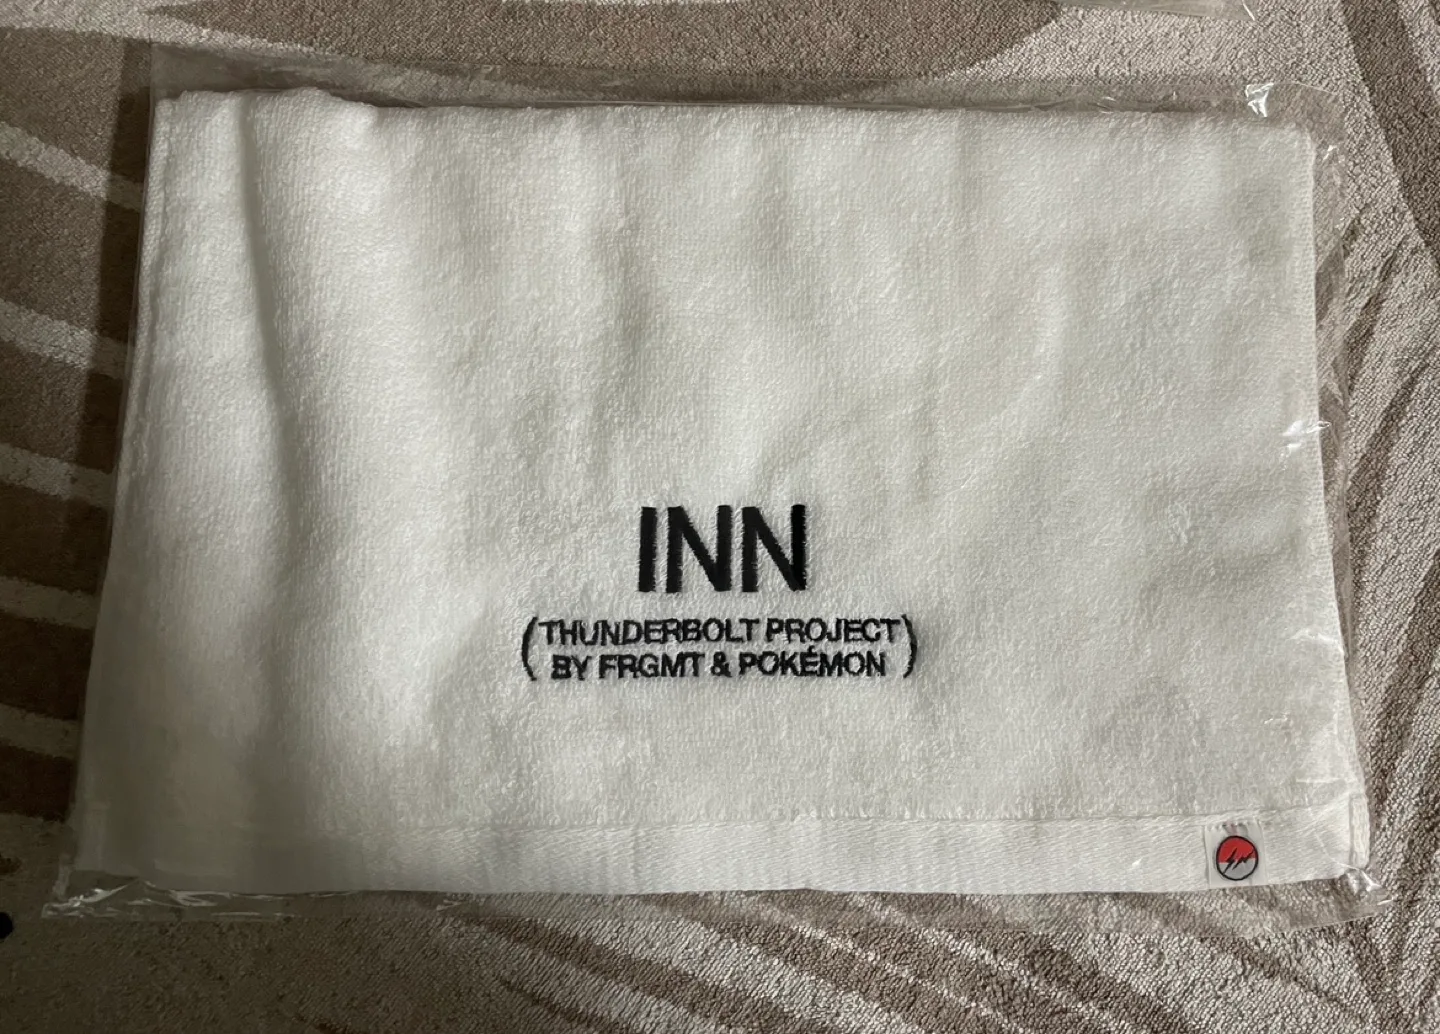 INN
(THUNDERBOLT PROJECT
BY FRGMT & POKÉMON)